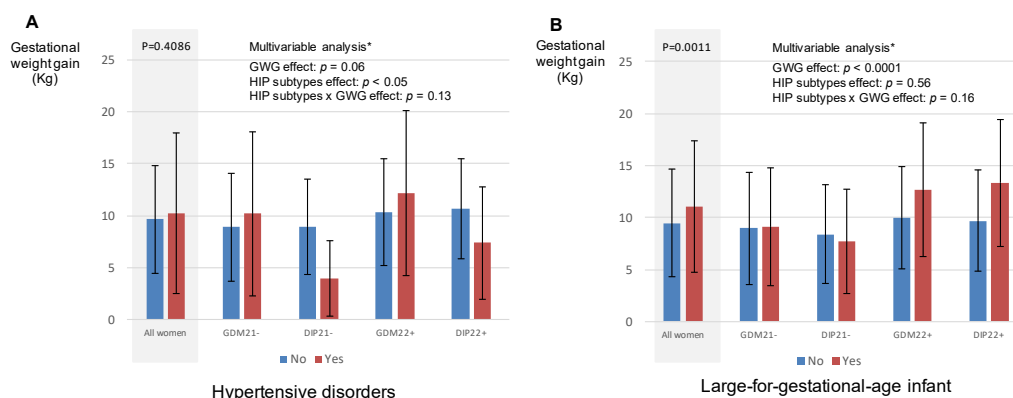 A
Gestational
weight gain
(Kg)
P=0.4086
Multivariable analysis*
GWG effect: p = 0.06
HIP subtypes effect: p < 0.05
HIP subtypes x GWG effect: p = 0.13
25
20
15
10
5
0
All women GDM21- DIP21- GDM22+ DIP22+
No Yes
Hypertensive disorders
B
Gestational
weight gain
(Kg)
P=0.0011
Multivariable analysis*
GWG effect: p < 0.0001
HIP subtypes effect: p = 0.56
HIP subtypes x GWG effect: p = 0.16
25
20
15
10
5
0
All women GDM21- DIP21- GDM22+ DIP22+
No Yes
Large-for-gestational-age infant